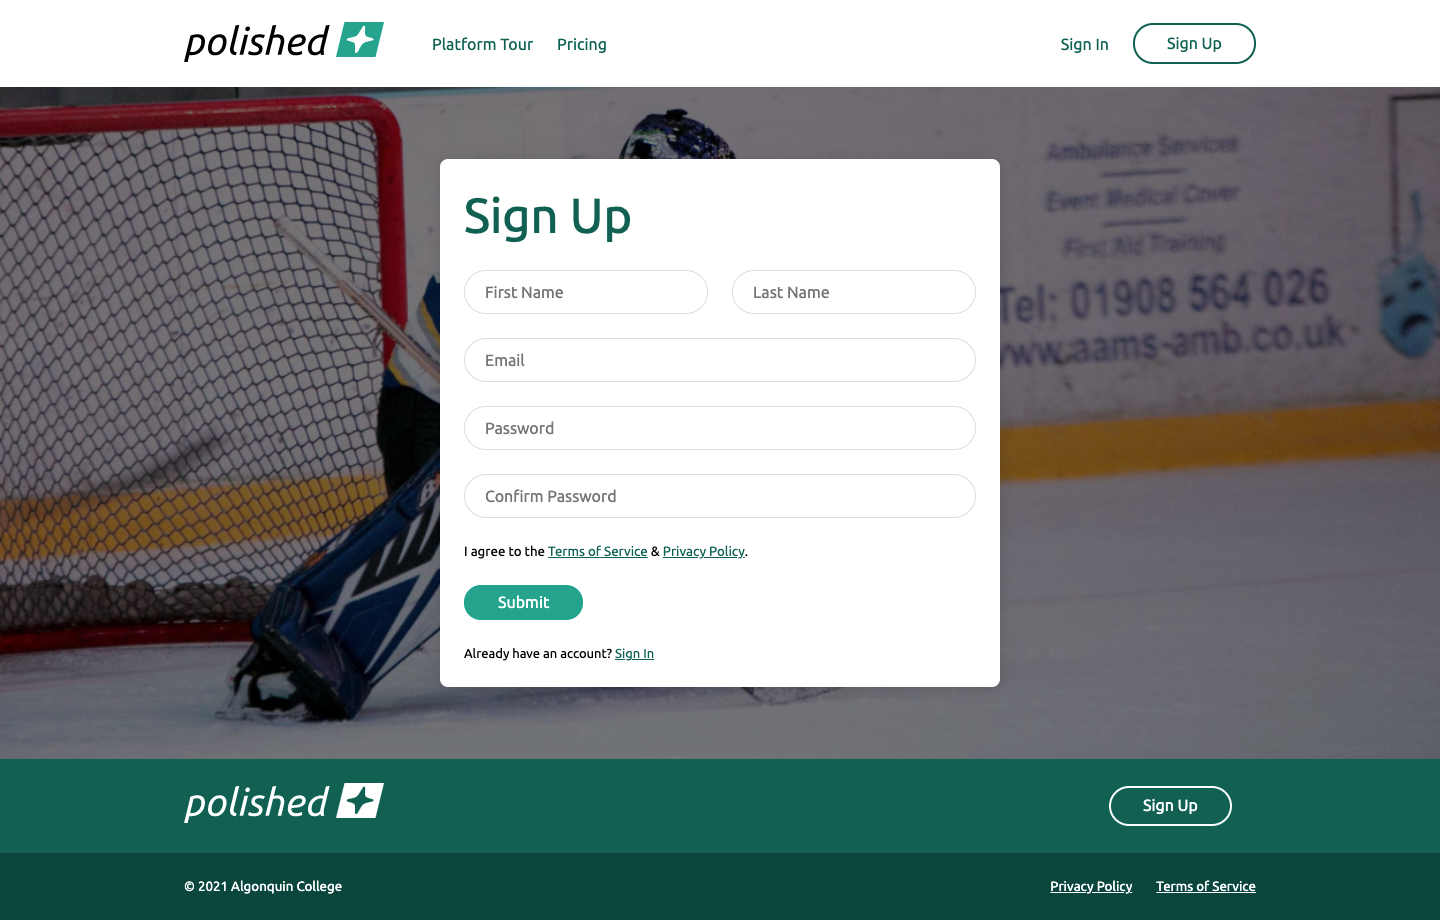 polished
Platform Tour
Pricing
Sign In
Sign Up
Ambulance Services
Event Medical Cover
First Aid Training
Tel: 01908 564 026
www.aams-amb.co.uk
Sign Up
First Name
Last Name
Email
Password
Confirm Password
I agree to the Terms of Service & Privacy Policy.
Submit
Already have an account? Sign In
polished
Sign Up
© 2021 Algonquin College
Privacy Policy
Terms of Service